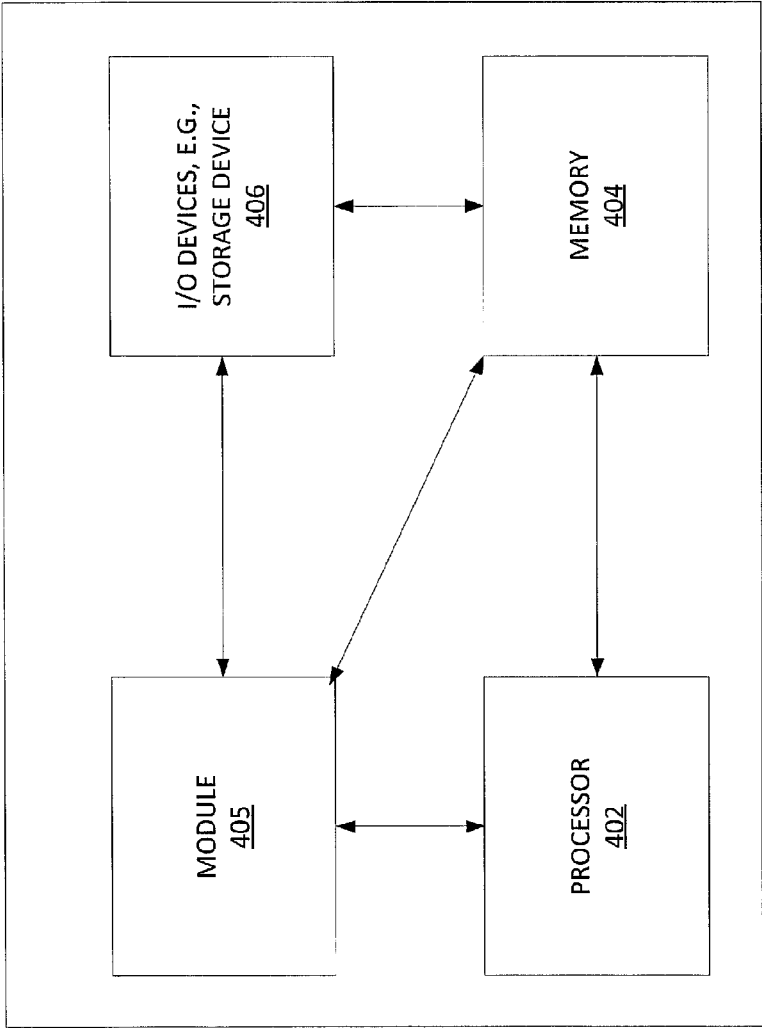 MODULE
405
I/O DEVICES, E.G.,
STORAGE DEVICE
406
PROCESSOR
402
MEMORY
404